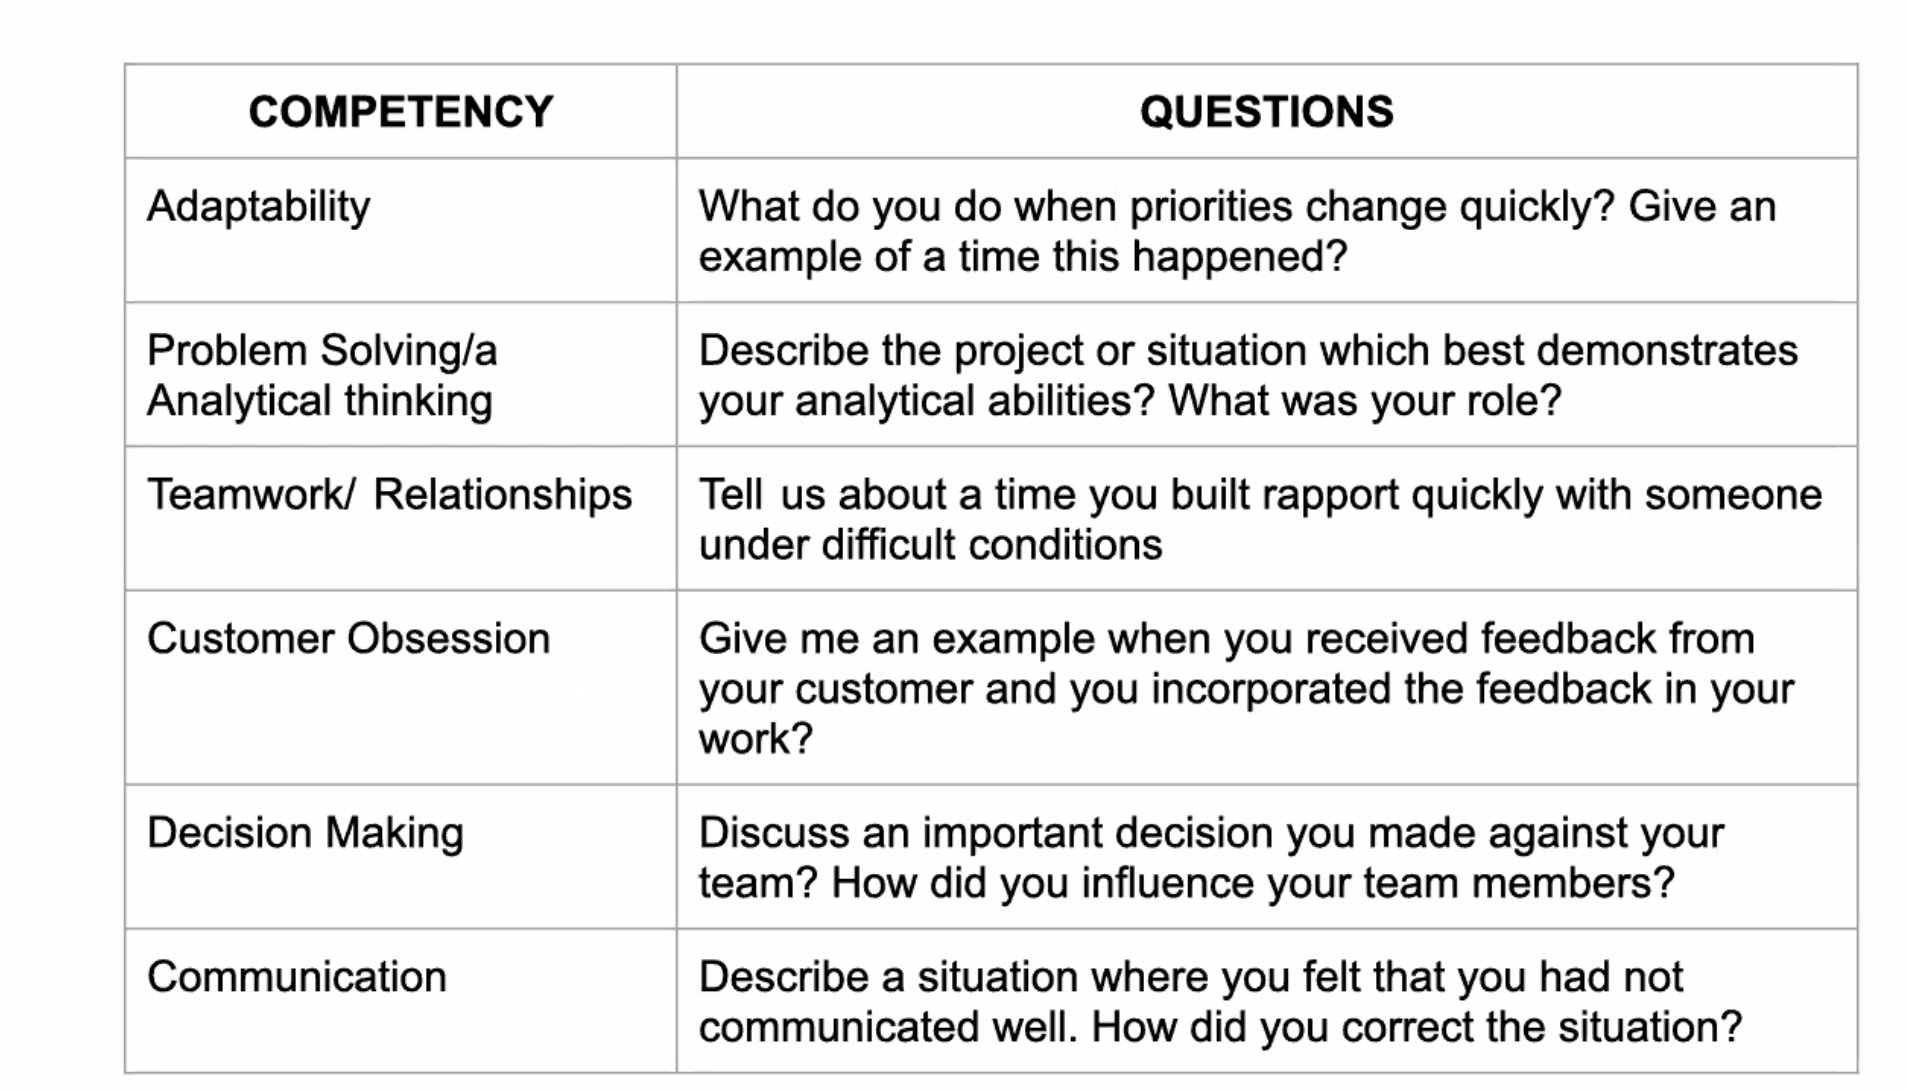 COMPETENCY
QUESTIONS
Adaptability
What do you do when priorities change quickly? Give an
example of a time this happened?
Problem Solving/a
Analytical thinking
Describe the project or situation which best demonstrates
your analytical abilities? What was your role?
Teamwork/ Relationships
Tell us about a time you built rapport quickly with someone
under difficult conditions
Customer Obsession
Give me an example when you received feedback from
your customer and you incorporated the feedback in your
work?
Decision Making
Discuss an important decision you made against your
team? How did you influence your team members?
Communication
Describe a situation where you felt that you had not
communicated well. How did you correct the situation?